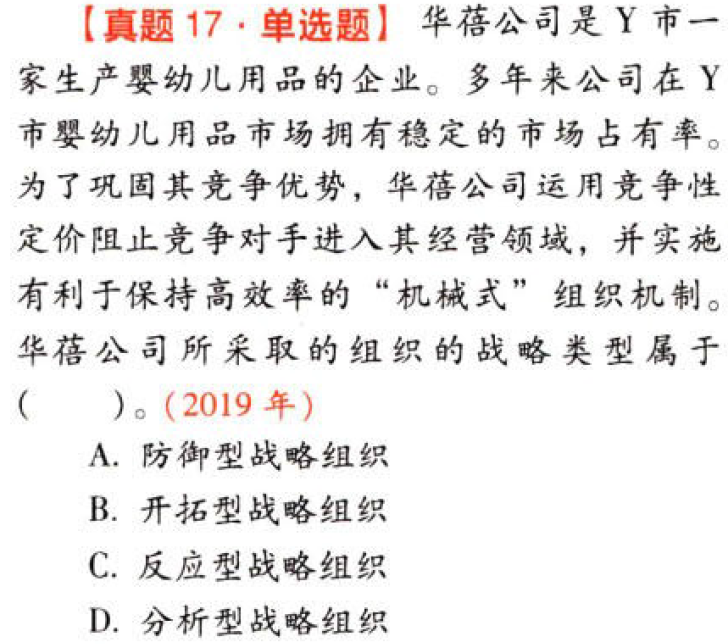 【真题 17·单选题】 华蓓公司是 Y 市一
家生产婴幼儿用品的企业。多年来公司在 Y
市婴幼儿用品市场拥有稳定的市场占有率。
为了巩固其竞争优势，华蓓公司运用竞争性
定价阻止竞争对手进入其经营领域，并实施
有利于保持高效率的“机械式”组织机制。
华蓓公司所采取的组织的战略类型属于
(    )。(2019 年)
A. 防御型战略组织
B. 开拓型战略组织
C. 反应型战略组织
D. 分析型战略组织